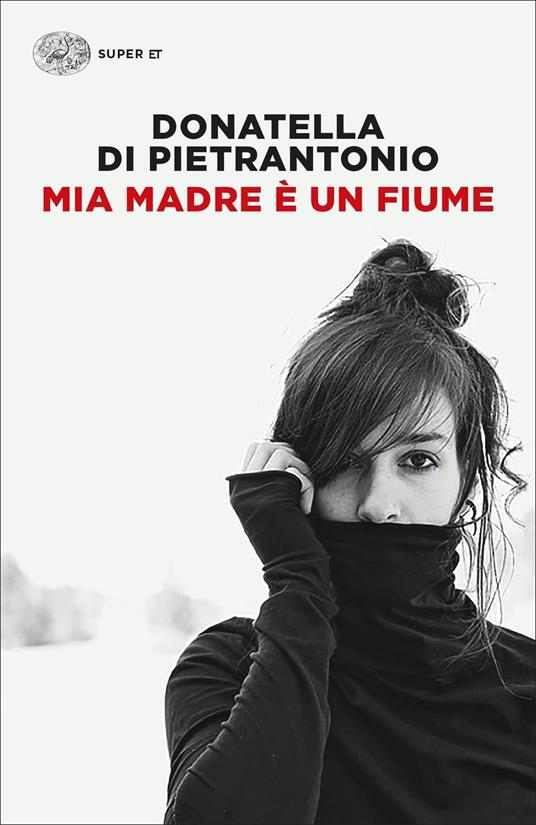 SUPER ET
DONATELLA
DI PIETRANTONIO
MIA MADRE È UN FIUME